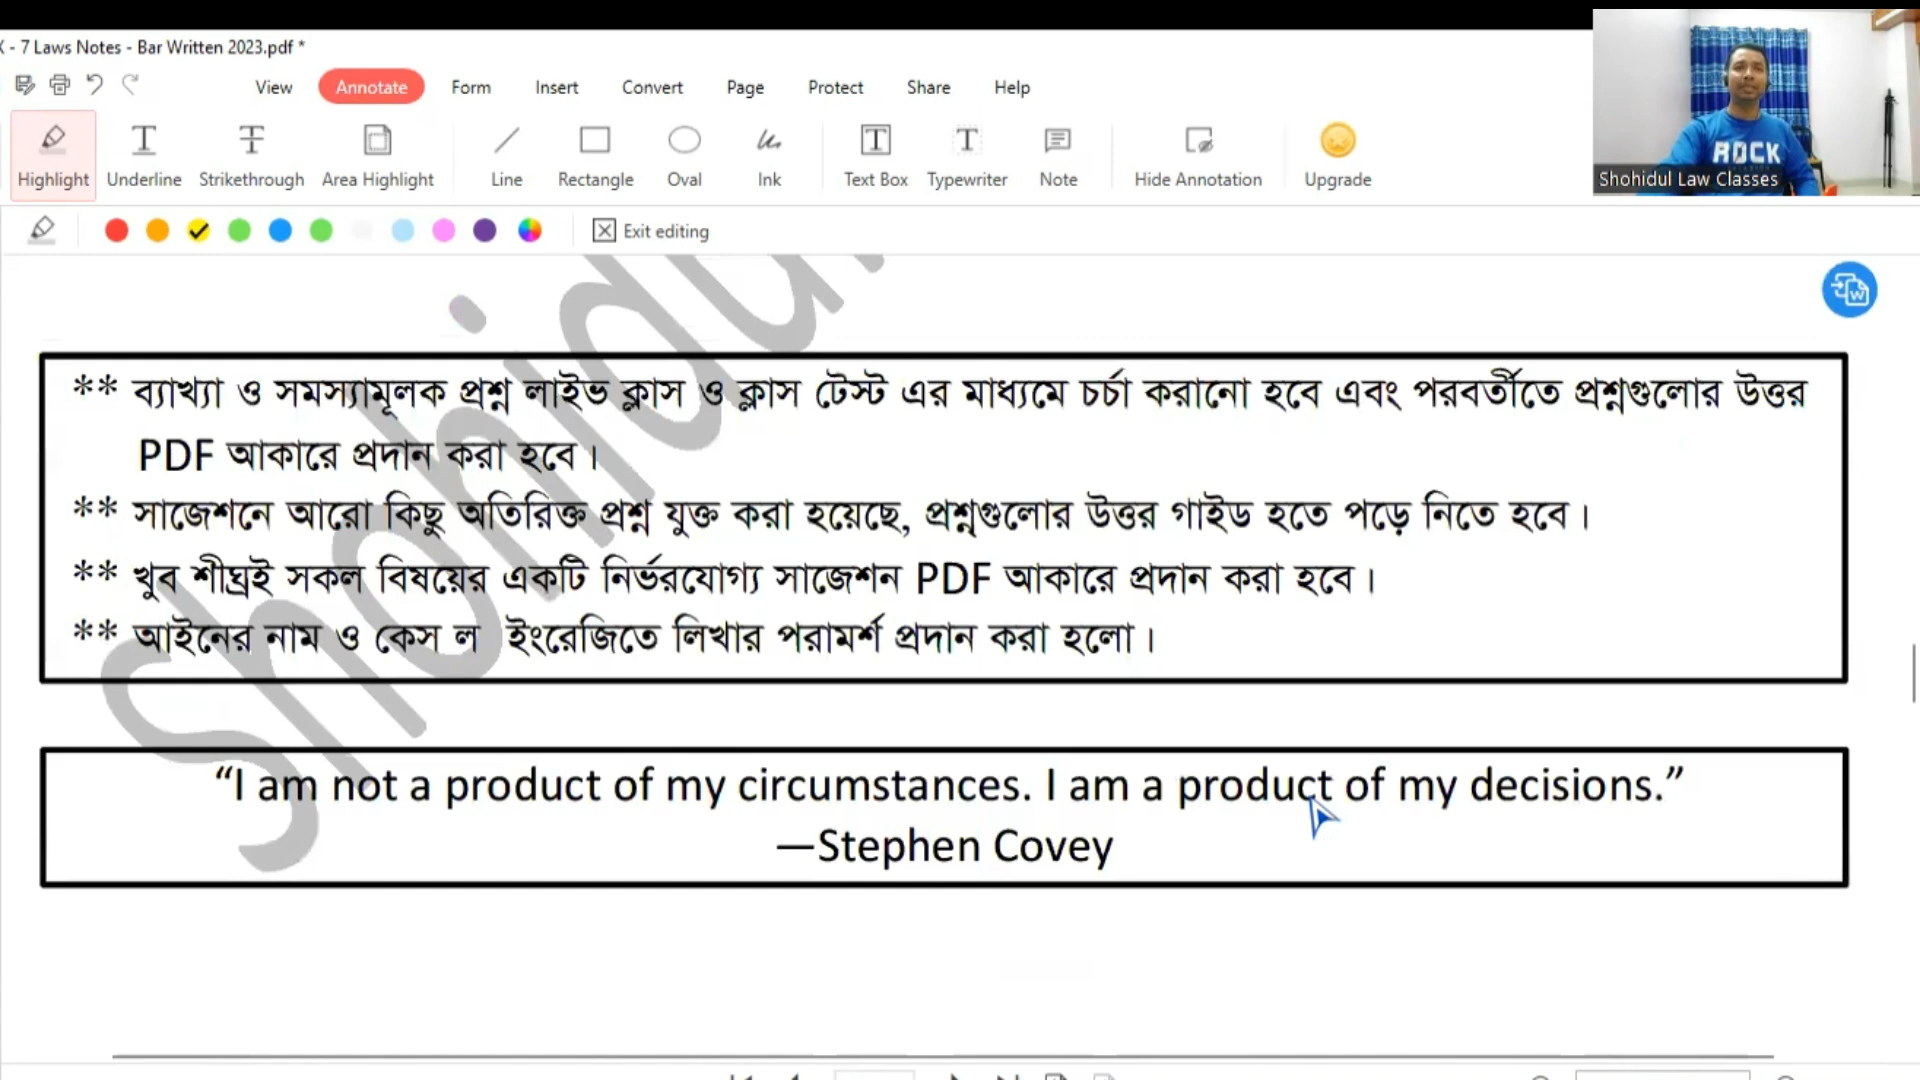 - 7 Laws Notes - Bar Written 2023.pdf *
View Annotate Form Insert Convert Page Protect Share Help
Highlight Underline Strikethrough Area Highlight Line Rectangle Oval Ink Text Box Typewriter Note Hide Annotation Upgrade
ROCK
Shohidul Law Classes
Exit editing
Shohidul
** ব্যাখ্যা ও সমস্যামূলক প্রশ্ন লাইভ ক্লাস ও ক্লাস টেস্ট এর মাধ্যমে চর্চা করানো হবে এবং পরবর্তীতে প্রশ্নগুলোর উত্তর
PDF আকারে প্রদান করা হবে।
** সাজেশনে আরো কিছু অতিরিক্ত প্রশ্ন যুক্ত করা হয়েছে, প্রশ্নগুলোর উত্তর গাইড হতে পড়ে নিতে হবে।
** খুব শীঘ্রই সকল বিষয়ের একটি নির্ভরযোগ্য সাজেশন PDF আকারে প্রদান করা হবে।
** আইনের নাম ও কেস ল ইংরেজিতে লিখার পরামর্শ প্রদান করা হলো।
“I am not a product of my circumstances. I am a product of my decisions.”
—Stephen Covey